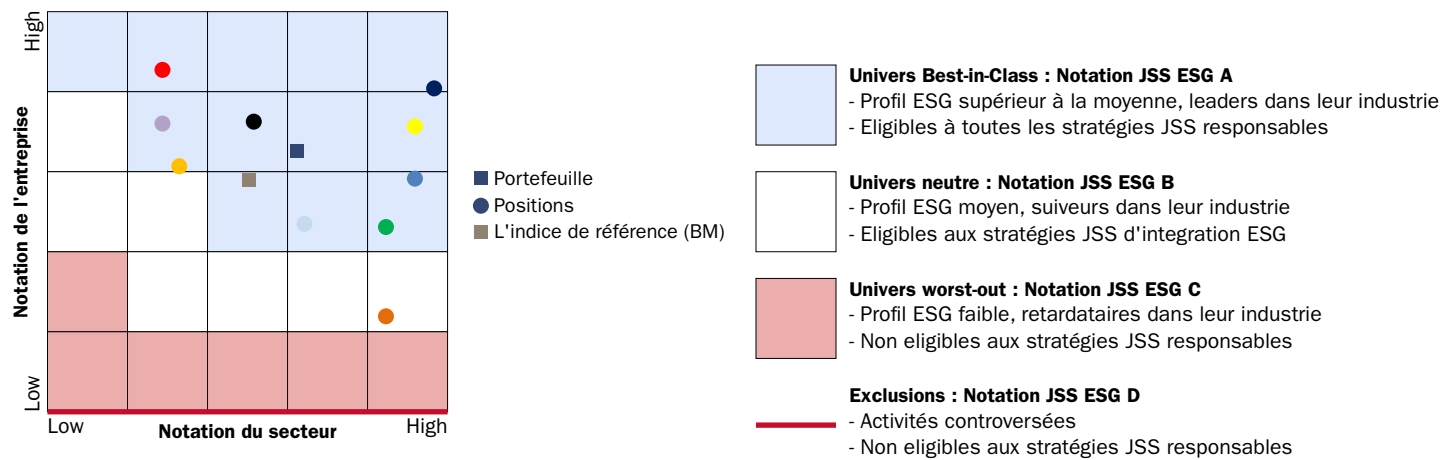 High
Notation de l'entreprise
Low
Low
Notation du secteur
High
Portefeuille
Positions
L'indice de référence (BM)
Univers Best-in-Class : Notation JSS ESG A
- Profil ESG supérieur à la moyenne, leaders dans leur industrie
- Eligibles à toutes les stratégies JSS responsables
Univers neutre : Notation JSS ESG B
- Profil ESG moyen, suiveurs dans leur industrie
- Eligibles aux stratégies JSS d'integration ESG
Univers worst-out : Notation JSS ESG C
- Profil ESG faible, retardataires dans leur industrie
- Non eligibles aux stratégies JSS responsables
Exclusions : Notation JSS ESG D
- Activités controversées
- Non eligibles aux stratégies JSS responsables